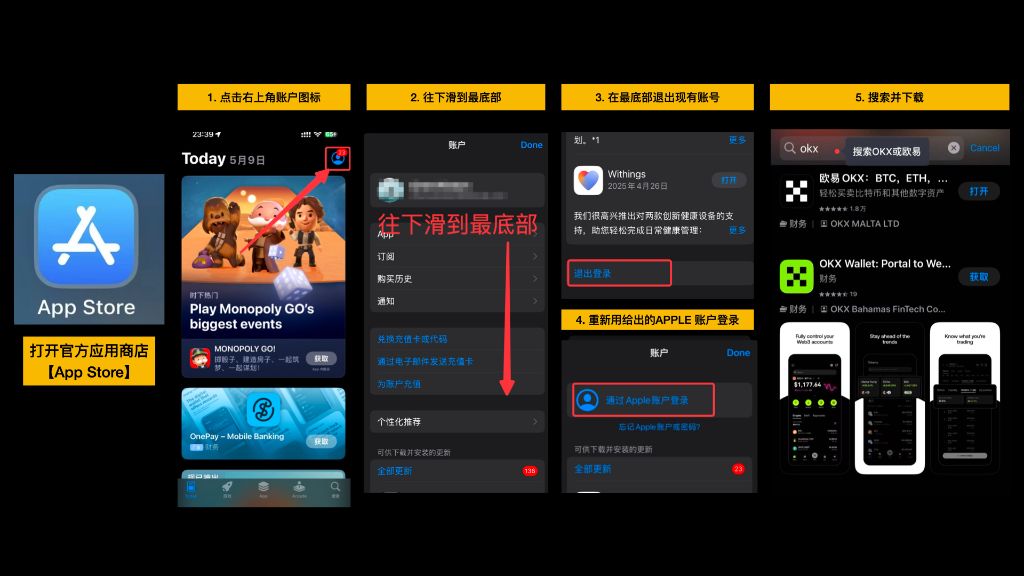 App Store
打开官方应用商店
【App Store】
1. 点击右上角账户图标
23:39
Today 5月9日
23
时下热门
Play Monopoly GO's
biggest events
MONOPOLY GO!
掷骰子、建造房子、一起筑
梦、一起谋划!
获取
OnePay – Mobile Banking
财务
获取
Today
游戏
App
Arcade
搜索
2. 往下滑到最底部
账户
Done
往下滑到最底部
App
订阅
购买历史
通知
兑换充值卡或代码
通过电子邮件发送充值卡
为账户充值
个性化推荐
可供下载并安装的更新
全部更新
136
3. 在最底部退出现有账号
划。*1
更多
Withings
2025年4月26日
打开
我们很高兴推出对两款创新健康设备的支
持，助您轻松完成日常健康管理：
更多
退出登录
4. 重新用给出的APPLE 账户登录
账户
Done
通过Apple账户登录
忘记Apple账户或密码?
可供下载并安装的更新
全部更新
23
5. 搜索并下载
okx
搜索OKX或欧易
Cancel
欧易 OKX：BTC，ETH，...
轻松买卖比特币和其他数字资产
打开
1.8万
财务
OKX MALTA LTD
OKX Wallet: Portal to We...
财务
获取
19
财务
OKX Bahamas FinTech Co...
Fully control your
Web3 accounts
$1,177.64
Stay ahead of the
trends
Know what you're
trading